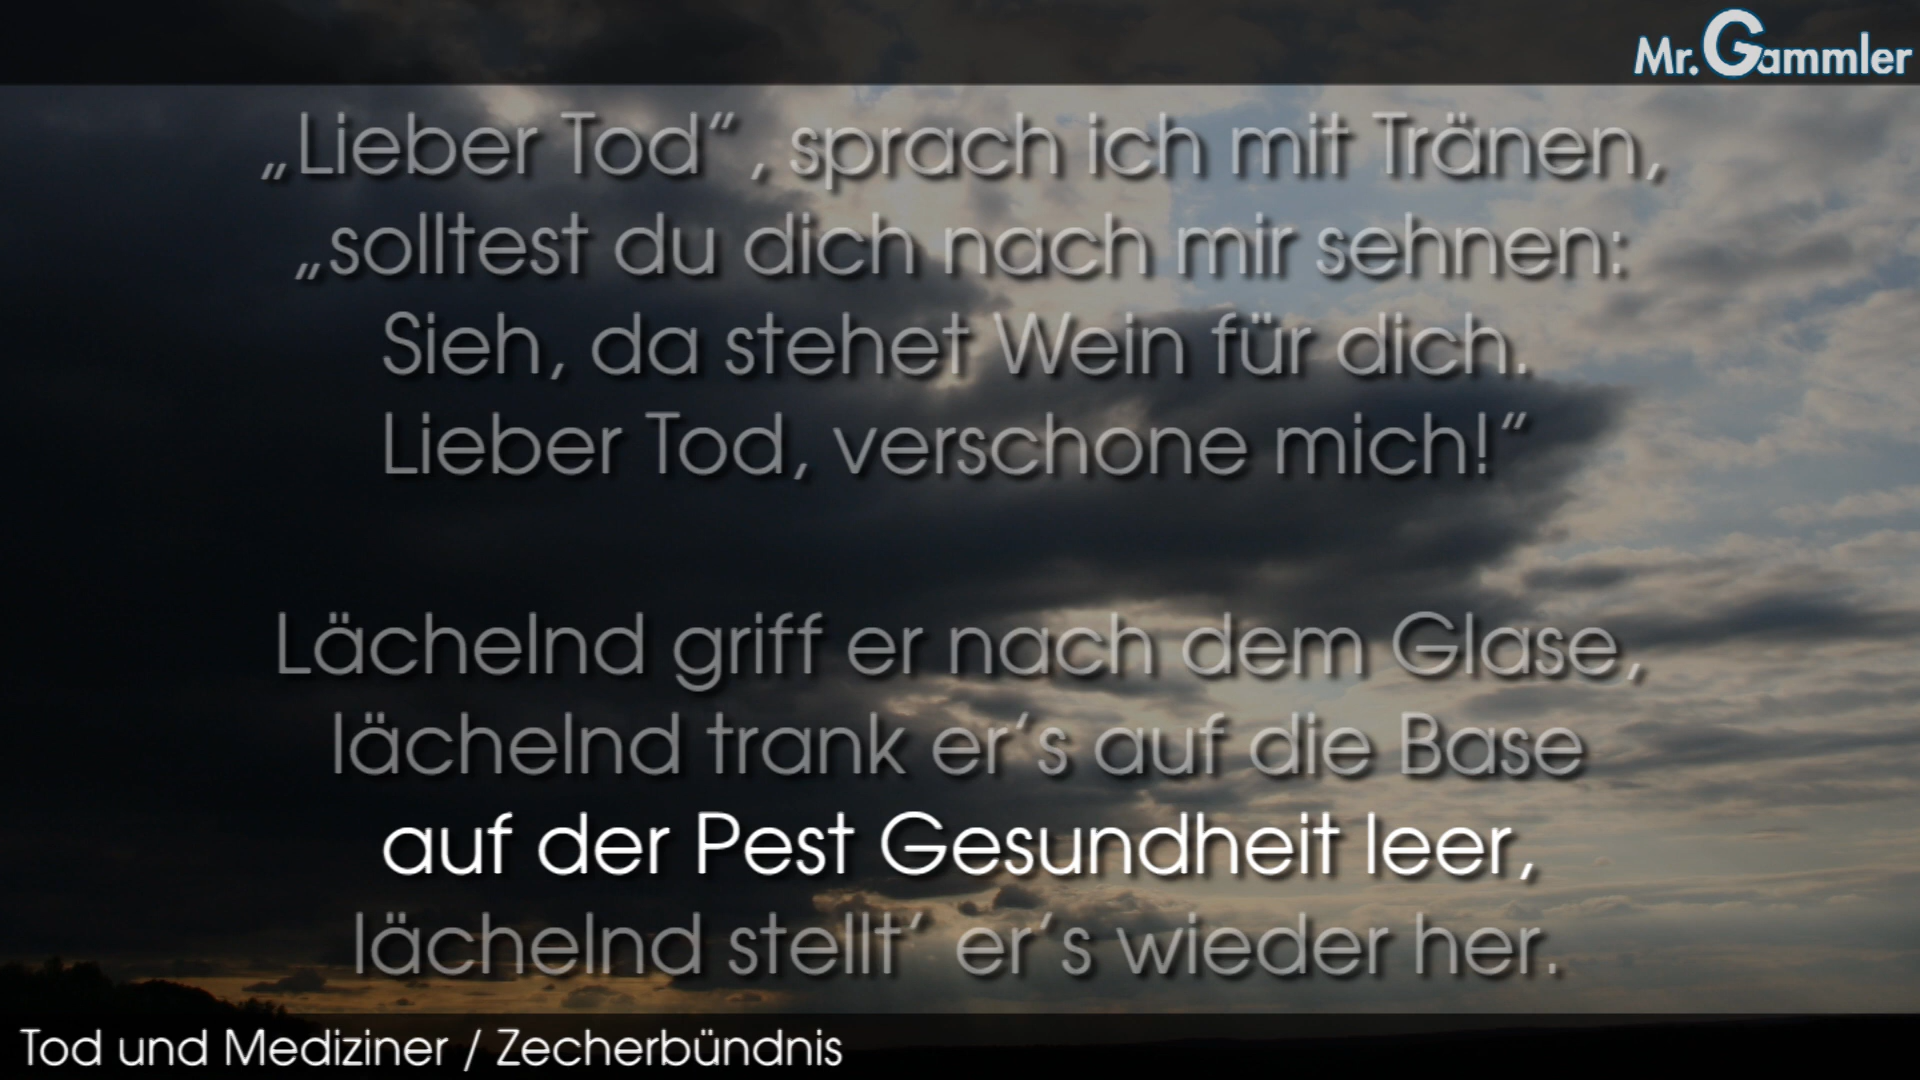 Mr. Gammler
„Lieber Tod“, sprach ich mit Tränen,
„solltest du dich nach mir sehnen:
Sieh, da stehet Wein für dich.
Lieber Tod, verschone mich!“
Lächelnd griff er nach dem Glase,
lächelnd trank er‘s auf die Base
auf der Pest Gesundheit leer,
lächelnd stellt‘ er‘s wieder her.
Tod und Mediziner / Zecherbündnis